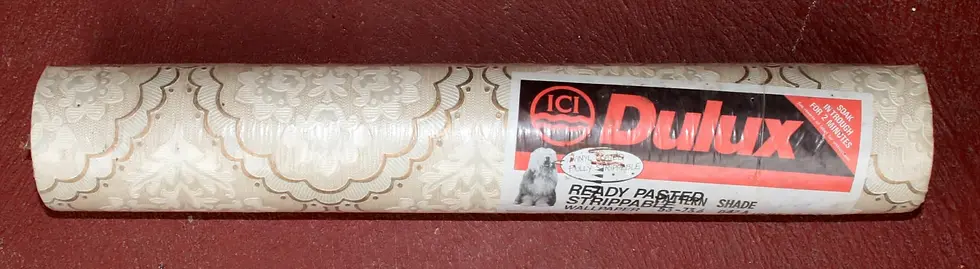 ICI
Dulux
SOAK
IN TROUGH
FOR 2 MINUTES
READY PASTED
STRIPPABLE
WALLPAPER
PATTERN
SHADE